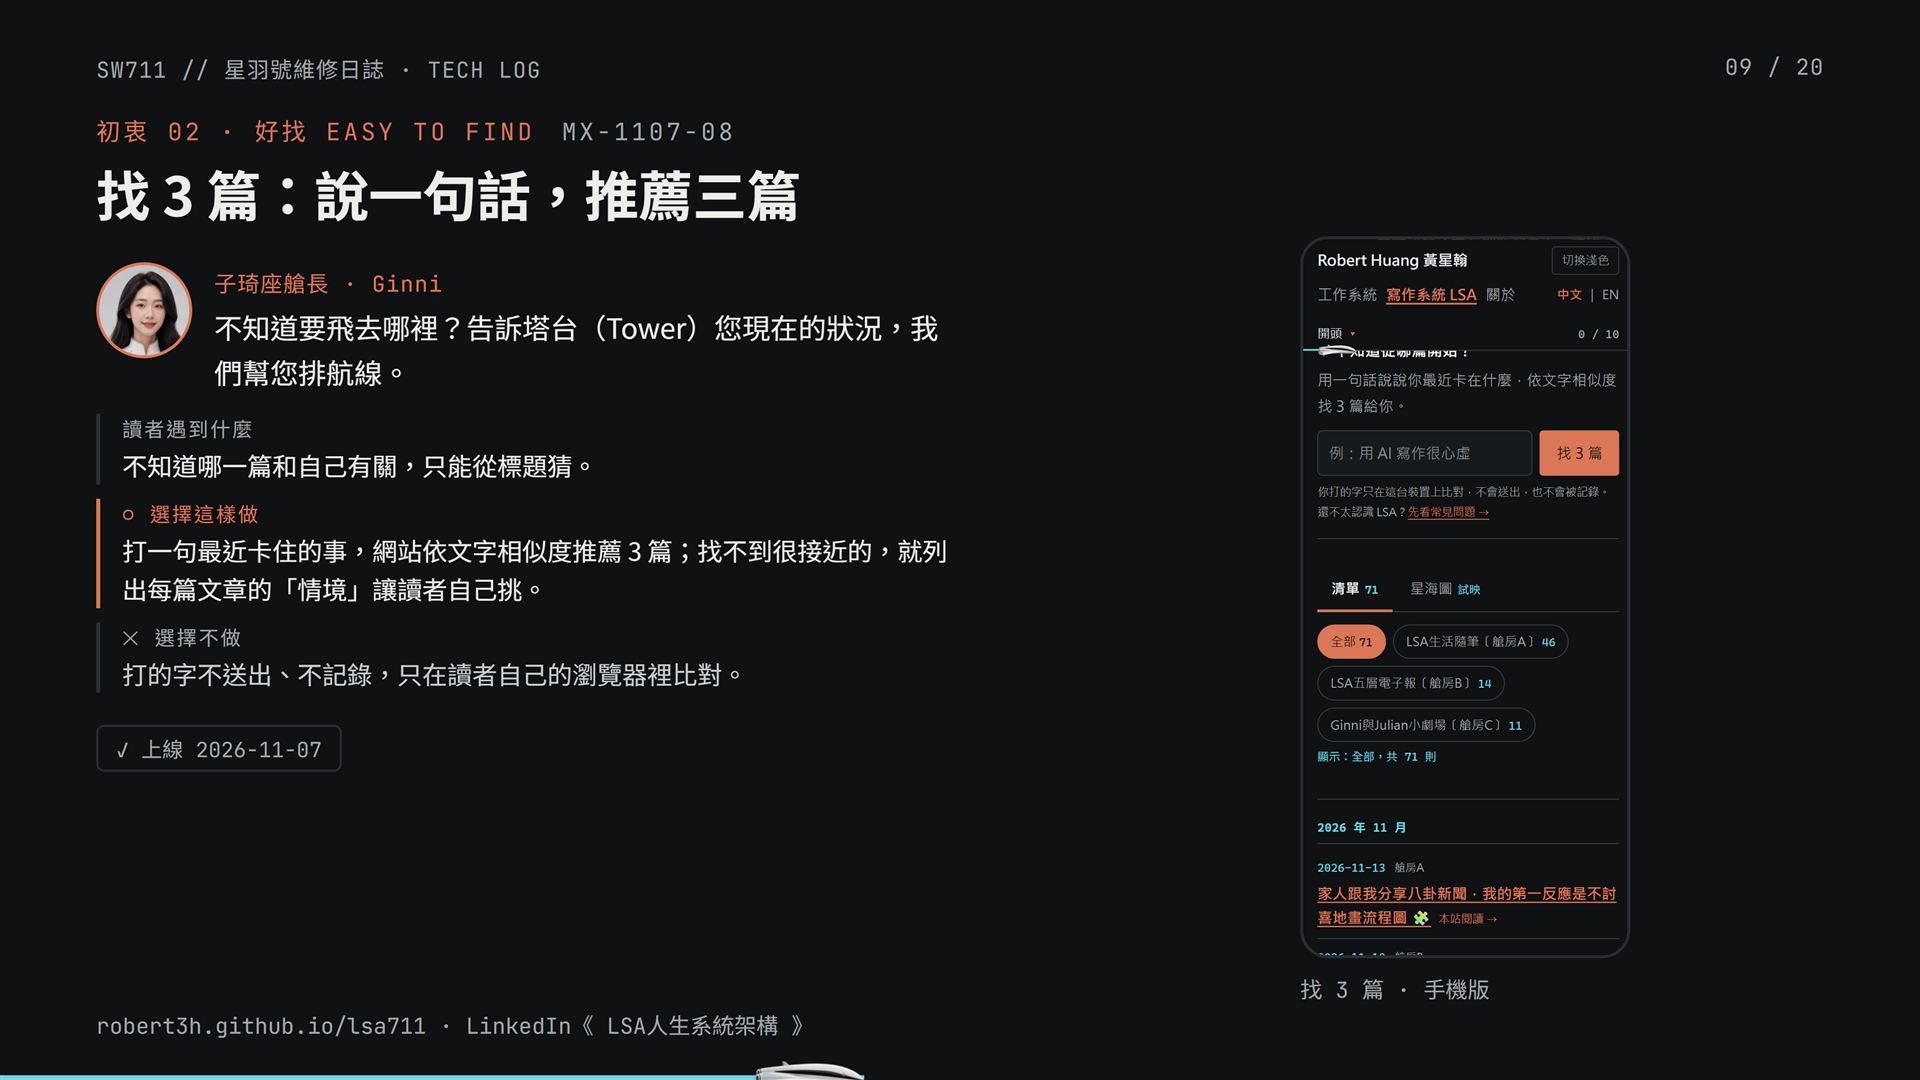 SW711 // 星羽號維修日誌 · TECH LOG
09 / 20
初衷 02 · 好找 EASY TO FIND MX-1107-08
找 3 篇：說一句話，推薦三篇
子琦座艙長 · Ginni
不知道要飛去哪裡？告訴塔台（Tower）您現在的狀況，我
們幫您排航線。
讀者遇到什麼
不知道哪一篇和自己有關，只能從標題猜。
○ 選擇這樣做
打一句最近卡住的事，網站依文字相似度推薦 3 篇；找不到很接近的，就列
出每篇文章的「情境」讓讀者自己挑。
× 選擇不做
打的字不送出、不記錄，只在讀者自己的瀏覽器裡比對。
✓ 上線 2026-11-07
Robert Huang 黃星翰
切換淺色
工作系統 寫作系統 LSA 關於 中文 | EN
開頭 ▾ 0 / 10
用一句話說說你最近卡在什麼，依文字相似度
找 3 篇給你。
例：用 AI 寫作很心虛
找 3 篇
你打的字只在這台裝置上比對，不會送出，也不會被記錄。
還不太認識 LSA？先看常見問題 →
清單 71 星海圖 試映
全部 71 LSA生活隨筆〔艙房A〕 46
LSA五層電子報〔艙房B〕 14
Ginni與Julian小劇場〔艙房C〕 11
顯示：全部，共 71 則
2026 年 11 月
2026-11-13 艙房A
家人跟我分享八卦新聞，我的第一反應是不討
喜地畫流程圖 🧩 本站閱讀 →
找 3 篇 · 手機版
robert3h.github.io/lsa711 · LinkedIn《 LSA人生系統架構 》